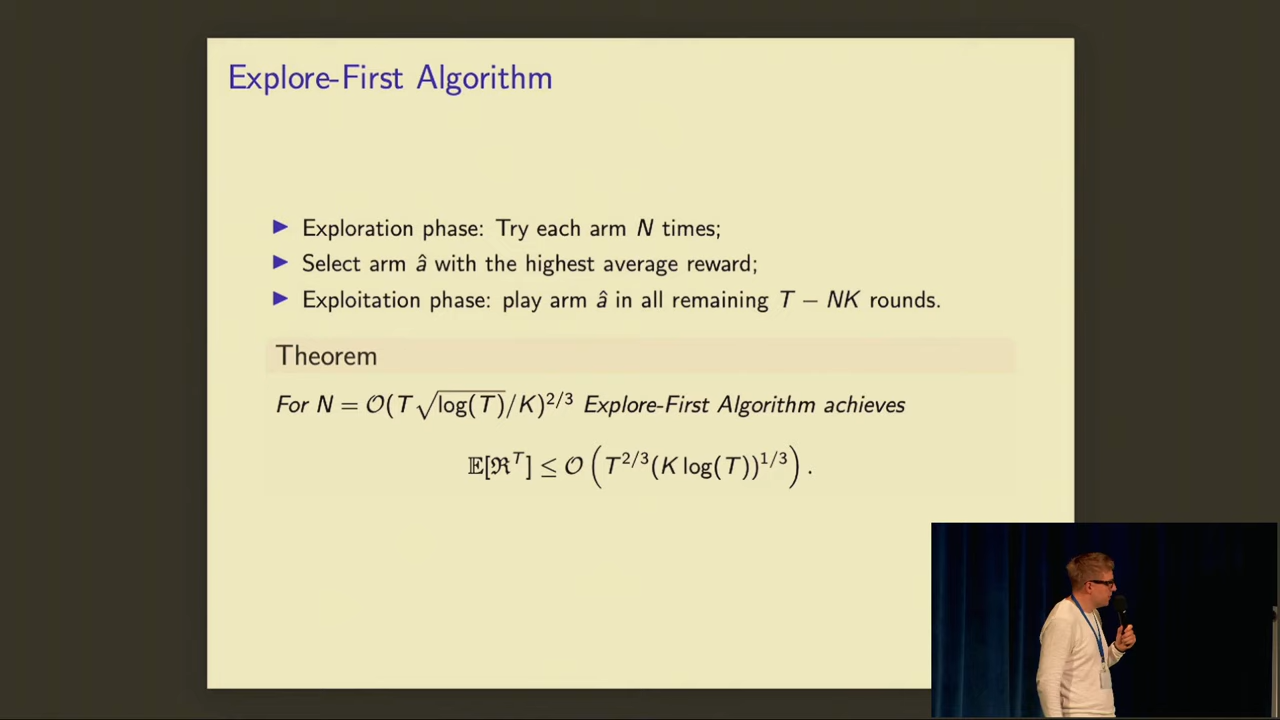 Explore-First Algorithm
▶ Exploration phase: Try each arm N times;
▶ Select arm â with the highest average reward;
▶ Exploitation phase: play arm â in all remaining T − NK rounds.
Theorem
For N = 𝒪(T√log(T)/K)^{2/3} Explore-First Algorithm achieves
𝔼[ℜ^T] ≤ 𝒪(T^{2/3}(K log(T))^{1/3}).